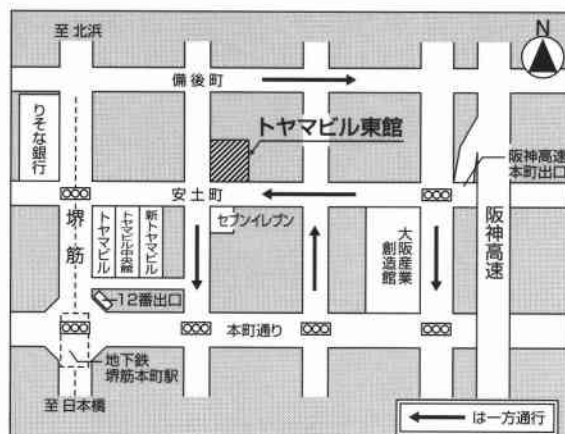 至 北浜
N
備後町
りそな銀行
トヤマビル東館
阪神高速
本町出口
安土町
堺筋
トヤマビル
トヤマビル中央館
新トヤマビル
セブンイレブン
大阪産業
創造館
阪神高速
12番出口
本町通り
地下鉄
堺筋本町駅
至 日本橋
は一方通行